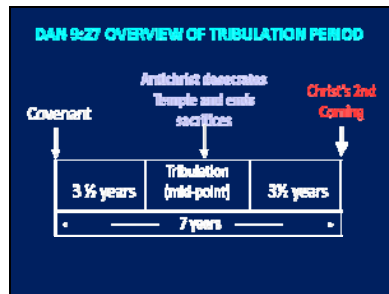 DAN 9:27 OVERVIEW OF TRIBULATION PERIOD
Antichrist desecrates
Temple and ends
sacrifices
Christ's 2nd
Coming
Covenant
3 ½ years
Tribulation
(mid-point)
3½ years
7 years